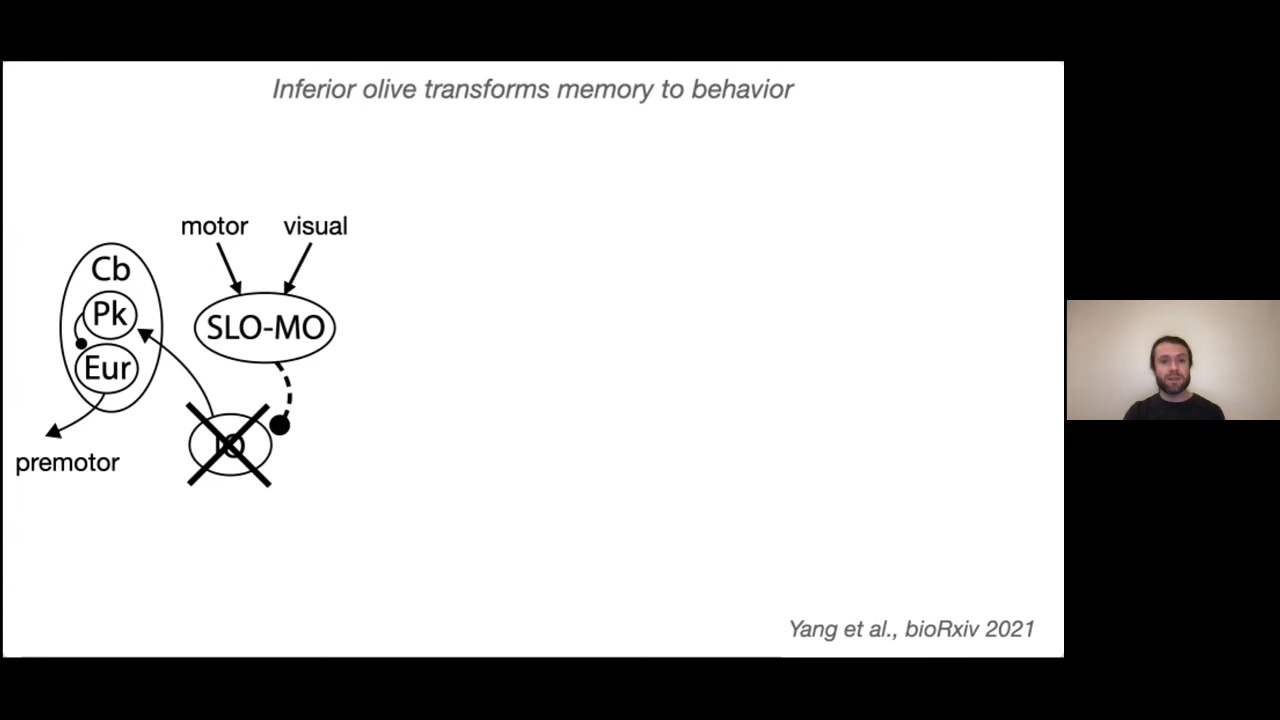 Inferior olive transforms memory to behavior
motor visual
Cb
Pk
SLO-MO
Eur
IO
premotor
Yang et al., bioRxiv 2021